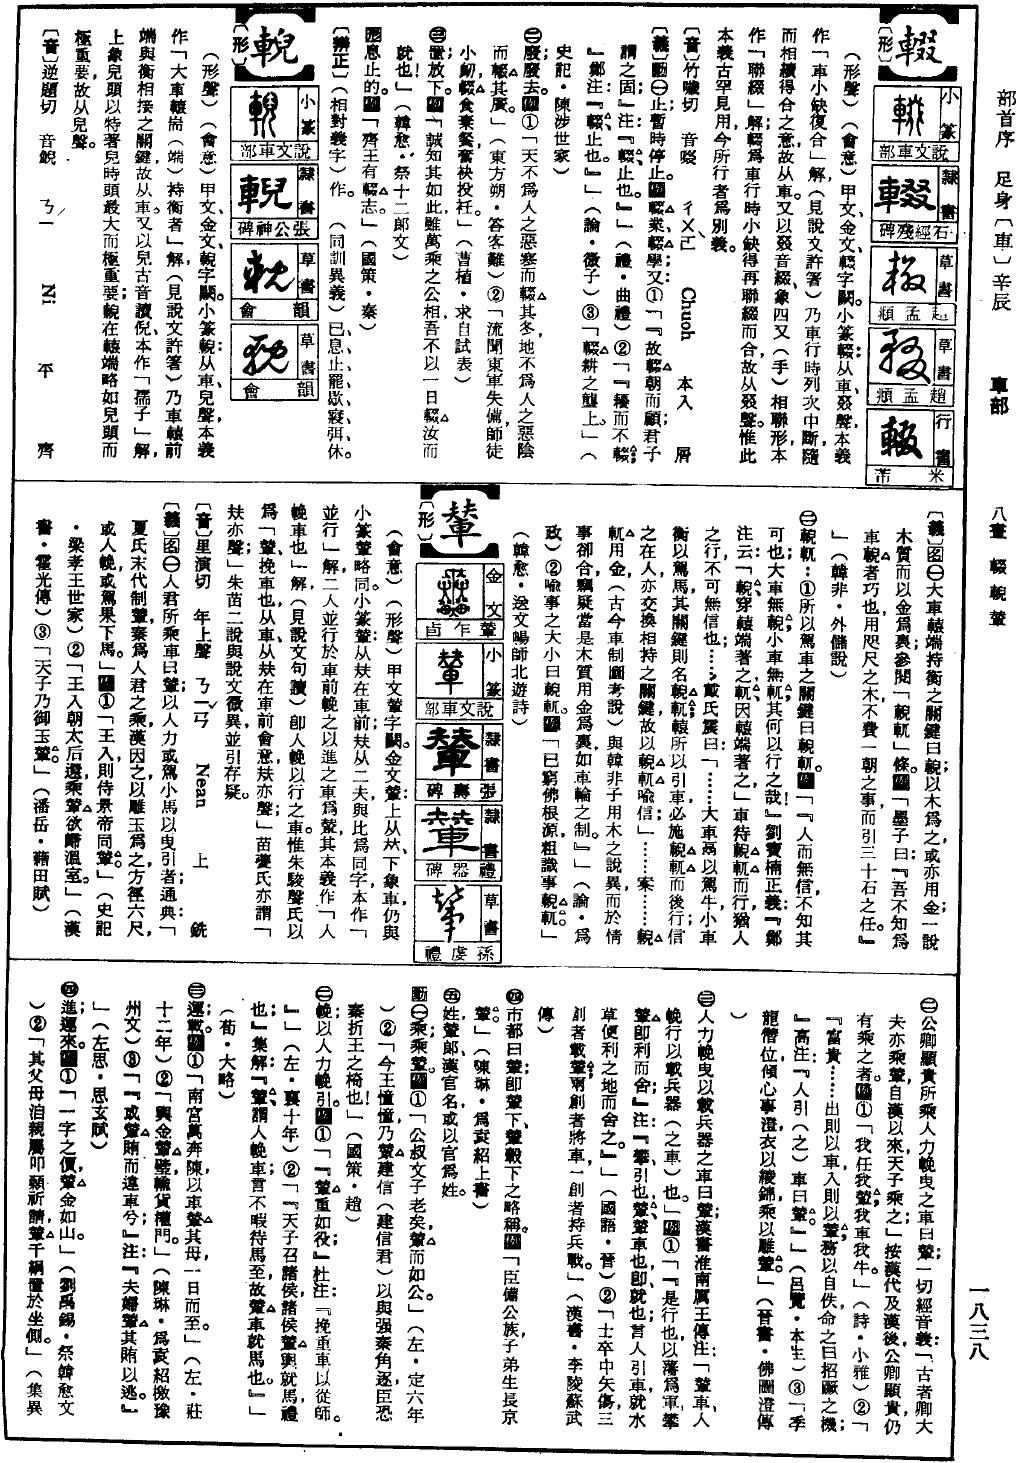 部首序 足身〔車〕辛辰 車部 八畫 輟 輗 輦 一八三八
輟
〔形〕
小篆 說文車部
隸書 石經殘碑
草書 趙孟頫
草書 趙孟頫
行書 米芾
（形聲）（會意）甲文、金文、輟字闕。小篆輟：从車、叕聲，本義
作「車小缺復合」解（見說文許箸）乃車行時列次中斷，隨
而相續得合之意，故从車。又以叕音綴，象四又（手）相聯形，本
作「聯綴」解；輟爲車行時小缺得再聯綴而合，故从叕聲。惟此
本義古罕見用，今所行者爲別義。
〔音〕竹噦切 音啜 ㄔㄨㄛˋ Chuoh 本入 屑
〔義〕動㊀止；暫時停止。輟業、輟學。又①「『故輟朝而顧君子
謂之固』注：『輟、止也。』」（禮・曲禮）②「『耰而不輟
』鄭注：『輟、止也。』」（論・微子）③「輟耕之壟上。」（
史記・陳涉世家）
㊁廢；廢去。①「天不爲人之惡寒而輟其冬，地不爲人之惡險
而輟其廣。」（東方朔・答客難）②「流聞東軍失備，師徒
小衂，輟食棄餐，奮袂投袵。」（曹植・求自試表）
㊂置；放下。「誠知其如此，雖萬乘之公相，吾不以一日輟汝而
就也！」（韓愈・祭十二郎文）
形息止的。「齊王有輟志。」（國策・秦）
〔辨正〕（相對義字）作。（同訓異義）已、息、止、罷、歇、寢、弭、休。
輗
〔形〕
小篆 說文車部
隸書 張公神碑
草書 韻會
草書 韻會
（形聲）（會意）甲文、金文、輗字闕。小篆輗：从車、兒聲，本義
作「大車轅耑（端）持衡者」解（見說文許箸）乃車轅前
端與衡相接之關鍵，故从車。又以兒古音讀倪，本作「孺子」解，
上象兒頭以特著兒時頭最大而極重要；輗在轅端略如兒頭而
極重要，故从兒聲。
〔音〕逆題切 音鯢 ㄋㄧˊ Ni 平 齊
〔義〕名㊀大車轅端持衡之關鍵曰輗，以木爲之，或亦用金；一說
木質而以金爲裏，參閱「輗軏」條。「墨子曰：『吾不知爲
車輗者巧也，用咫尺之木，不費一朝之事，而引三十石之任。』
」（韓非・外儲說）
㊁輗軏：①所以駕車之關鍵曰輗軏。「『人而無信，不知其
可也；大車無輗，小車無軏，其何以行之哉！』劉寶楠正義：『鄭
注云：「輗穿轅端著之，軏因轅端著之」車待輗軏而行，猶人
之行不可無信也……戴氏震曰：「……大車鬲以駕牛，小車
衡以駕馬，其關鍵則名輗軏；轅所以引車，必施輗軏而後行；信
之在人，亦交換相持之關鍵，故以輗軏喻信」……案……輗
軏用金，（古今車制圖考說）與韓非子用木之說異，而於情
事卻合，竊疑當是木質用金爲裏，如車輪之制。』」（論・爲
政）②喻事之大小曰輗軏。「已窮佛根源，粗識事輗軏」
（韓愈・送文暢師北遊詩）
輦
〔形〕
金文 輦作卣
小篆 說文車部
隸書 張壽碑
隸書 禮器碑
草書 孫虔禮
（會意）（形聲）甲文輦字闕。金文輦：上从㚘，下象車，仍與
小篆輦略同。小篆輦：从㚘在車前；㚘从二夫，與比爲同字，本作「
並行」解，二人並行於車前輓之以進之車爲輦，其本義作「人
輓車也」解（見說文句讀）卽人輓以行之車。惟朱駿聲氏以
爲「輦，挽車也，从車、从㚘在車前會意，㚘亦聲」苗夔氏亦謂「
㚘亦聲」朱苗二說與說文微異，並引存疑。
〔音〕里演切 年上聲 ㄋㄧㄢˇ Nean 上 銑
〔義〕名㊀人君所乘車曰輦，以人力或駕小馬以曳引者，通典：「
夏氏末代制輦，秦爲人君之乘，漢因之，以雕玉爲之，方徑六尺，
或人輓，或駕果下馬。」①「王入則侍景帝同輦。」（史記
・梁孝王世家）②「王入朝太后還，乘輦欲歸溫室。」（漢
書・霍光傳）③「天子乃御玉輦。」（潘岳・藉田賦）
㊁公卿顯貴所乘人力輓曳之車曰輦，一切經音義：「古者卿大
夫亦乘輦，自漢以來，天子乘之」按漢代及漢後公卿顯貴仍
有乘之者。①「我任我輦，我車我牛」（詩・小雅）②「
『富貴……出則以車，入則以輦，務以自佚，命之曰招蹶之機；
』高注：『人引（之）車曰輦。』」（呂覽・本生）③「季
龍僭位，傾心事澄，衣以綾錦，乘以雕輦。」（晉書・佛圖澄傳
）
㊂人力輓曳以載兵器之車曰輦，漢書淮南厲王傳注：「輦車，人
輓行以載兵器（之車）也。」①「『是行也，以藩爲軍，攀
輦卽利而舍』注：『攀、引也，輦、輦車也，卽、就也；言人引車就水
草便利之地而舍之。』」（國語・晉）②「士卒中矢傷，三
創者載輦，兩創者將車，一創者持兵戰。」（漢書・李陵蘇武
傳）
㊃市都曰輦，卽輦下、輦轂下之略稱。「臣備公族子弟，生長京
輦。」（陳琳・爲袁紹上書）
㊄姓，輦郞，漢官名，或以官爲姓。
動㊀乘；乘輦。①「公叔文子老矣，輦而如公」（左・定六年
）②「今王憧憧，乃輦建信（建信君）以與强秦角逐，臣恐
秦折王之椅也！」（國策・趙）
㊁輓；以人力輓引。①「『輦重如役』杜注：『挽重車以從師。
』」（左・襄十年）②「『天子召諸侯，諸侯輦輿就馬，禮
也』集解：『輦謂人輓車，言不暇待馬至，故輦車就馬也。』」
（荀・大略）
㊂運；載。①「南宮萬奔陳，以車輦其母，一日而至。」（左・莊
十二年）②「輿金輦璧，輸貨權門。」（陳琳・爲袁紹檄豫
州文）③「『或輦賄而違車兮』注：『夫婦輦其賄以逃。』
」（左思・思玄賦）
㊃進；運來。①「一字之價，輦金如山」（劉禹錫・祭韓愈文
）②「其父母洎親屬叩顙祈請，輦千縑置於坐側。」（集異